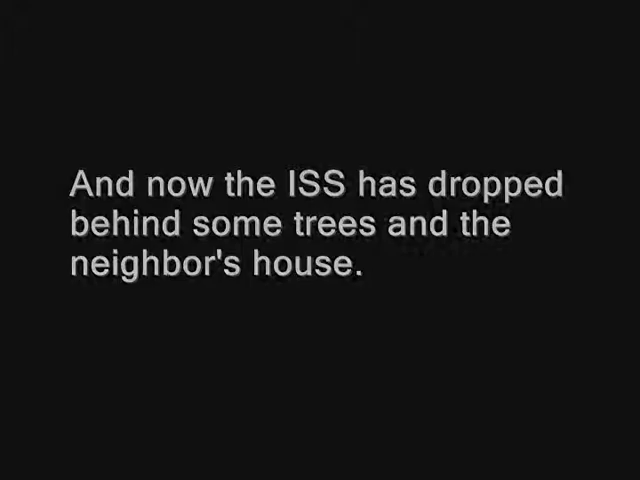 And now the ISS has dropped
behind some trees and the
neighbor's house.